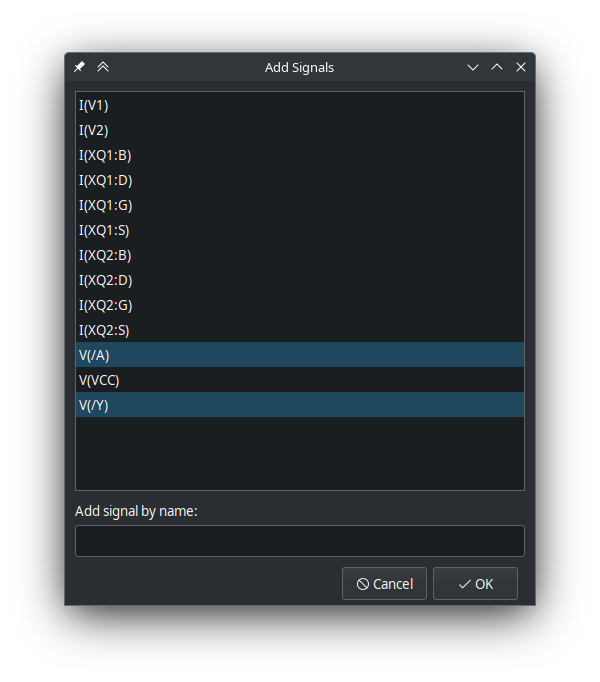 Add Signals
I(V1)
I(V2)
I(XQ1:B)
I(XQ1:D)
I(XQ1:G)
I(XQ1:S)
I(XQ2:B)
I(XQ2:D)
I(XQ2:G)
I(XQ2:S)
V(/A)
V(VCC)
V(/Y)
Add signal by name:
Cancel OK